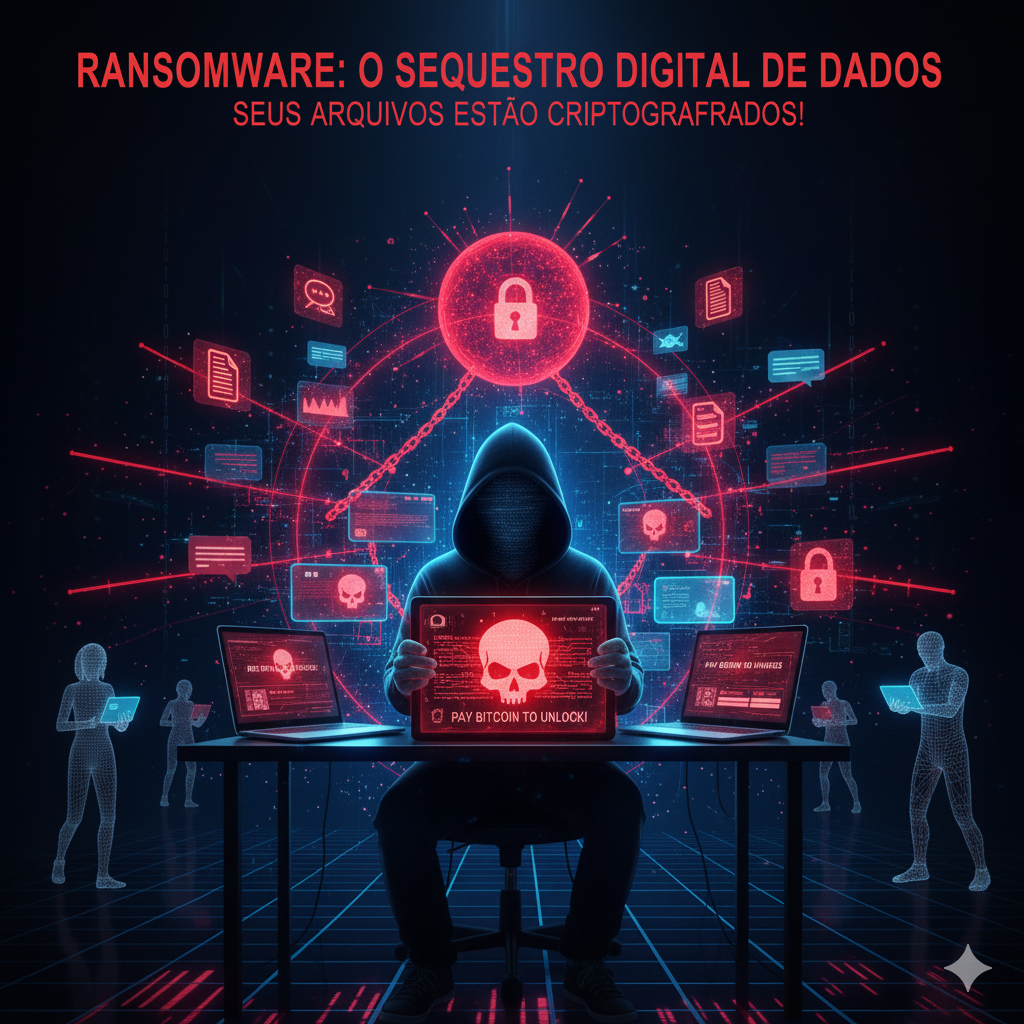 RANSOMWARE: O SEQUESTRO DIGITAL DE DADOS
SEUS ARQUIVOS ESTÃO CRIPTOGRAFRADOS!
PAY BITCOIN TO UNLOCK!